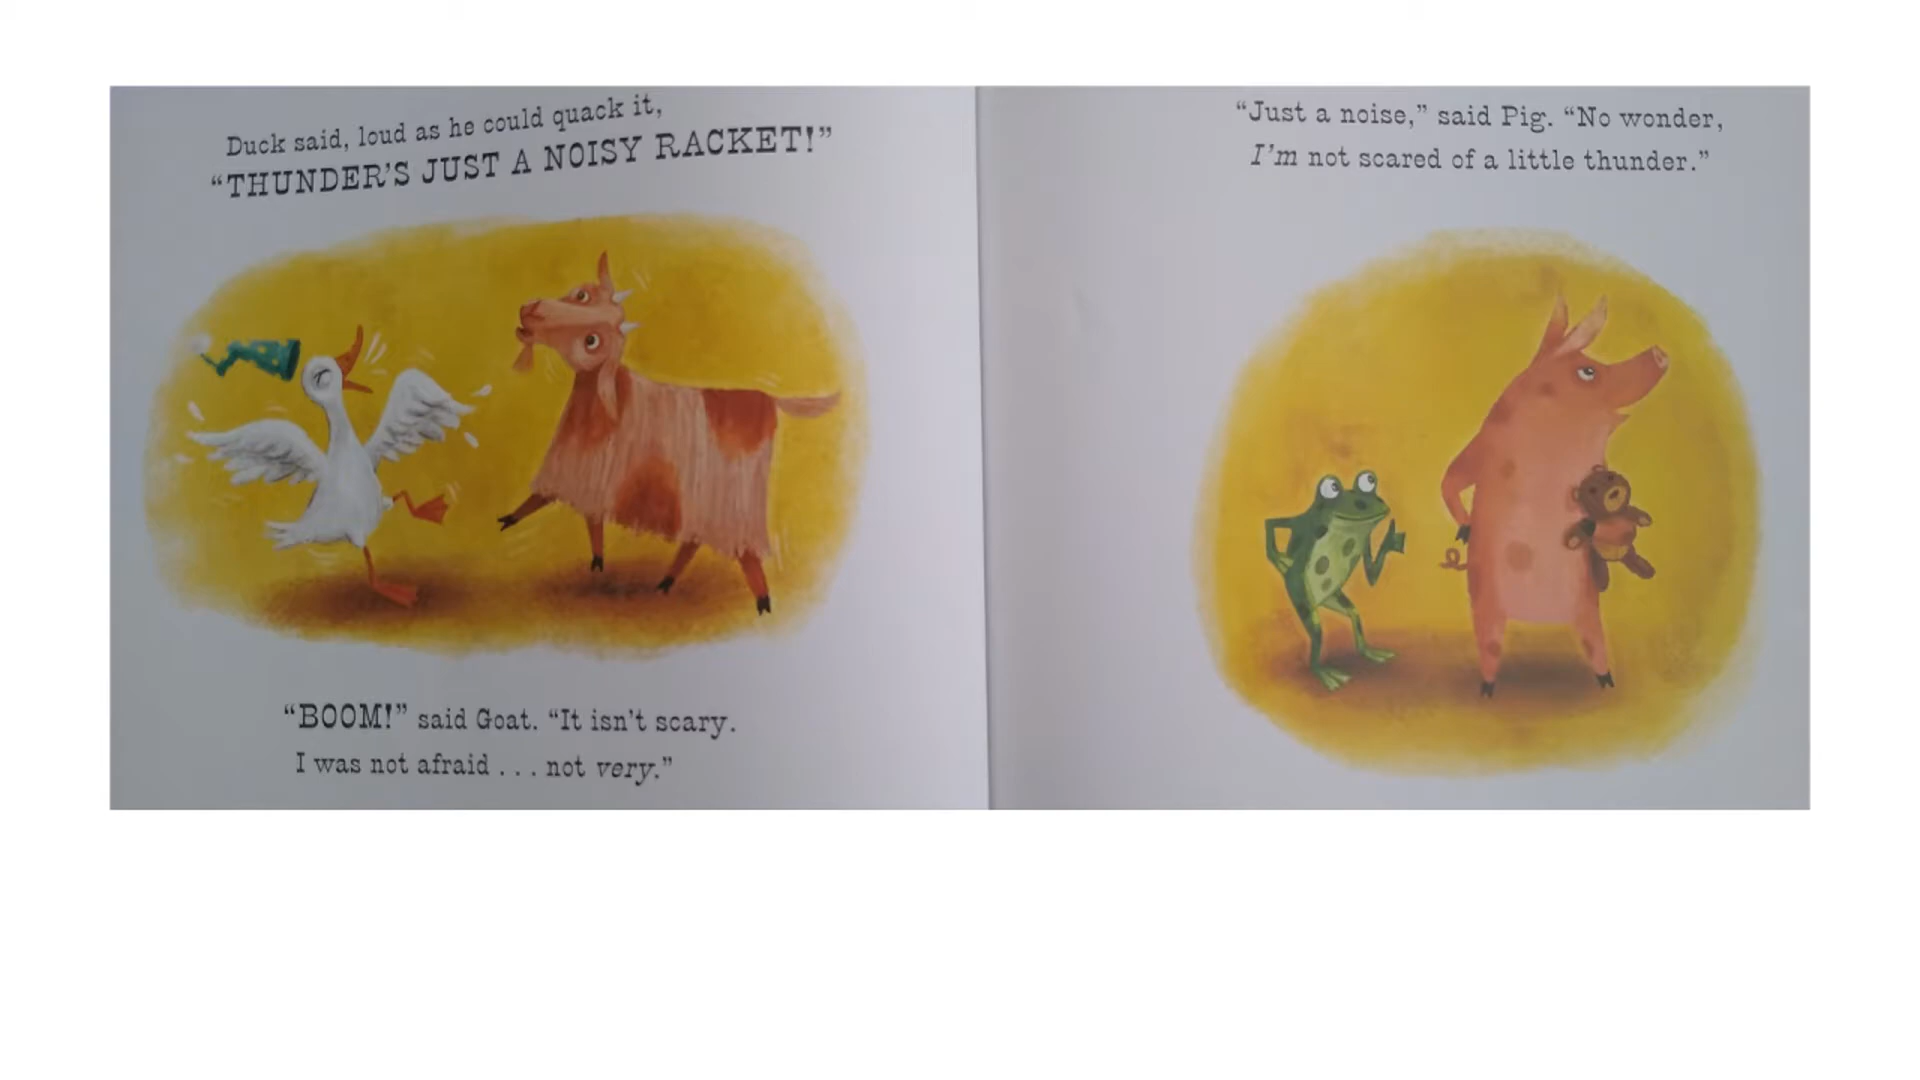 Duck said, loud as he could quack it,
“THUNDER’S JUST A NOISY RACKET!”
“BOOM!” said Goat. “It isn’t scary.
I was not afraid . . . not very.”
“Just a noise,” said Pig. “No wonder,
I’m not scared of a little thunder.”